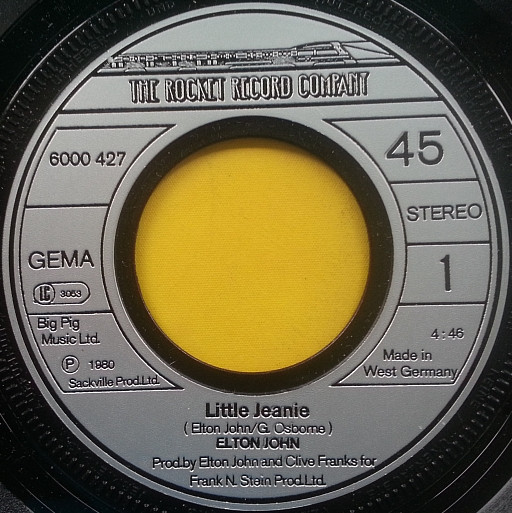 THE ROCKET RECORD COMPANY
6000 427
45
STEREO
GEMA
1
LC 3053
Big Pig
Music Ltd.
4:46
Made in
West Germany
P 1980
Sackville Prod.Ltd.
Little Jeanie
(Elton John/G. Osborne)
ELTON JOHN
Prod.by Elton John and Clive Franks for
Frank N. Stein Prod.Ltd.